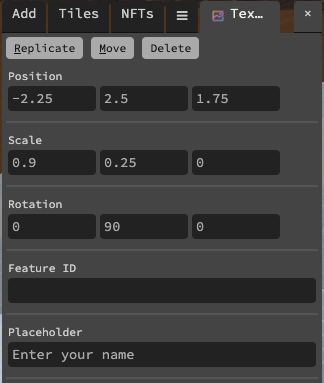 Add Tiles NFTs ≡ Tex… ×
Replicate Move Delete
Position
-2.25 2.5 1.75
Scale
0.9 0.25 0
Rotation
0 90 0
Feature ID
Placeholder
Enter your name